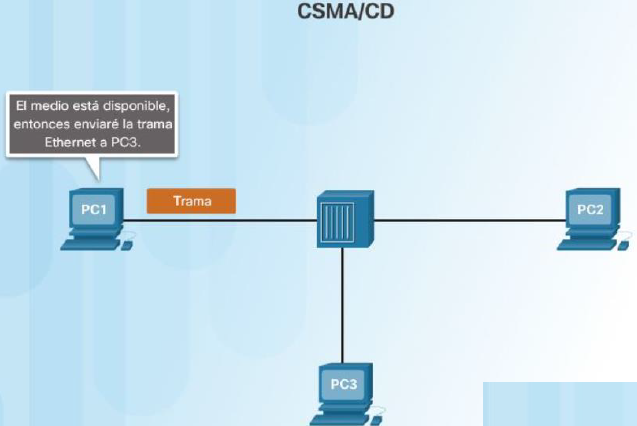 CSMA/CD
El medio está disponible,
entonces enviaré la trama
Ethernet a PC3.
PC1
Trama
PC2
PC3